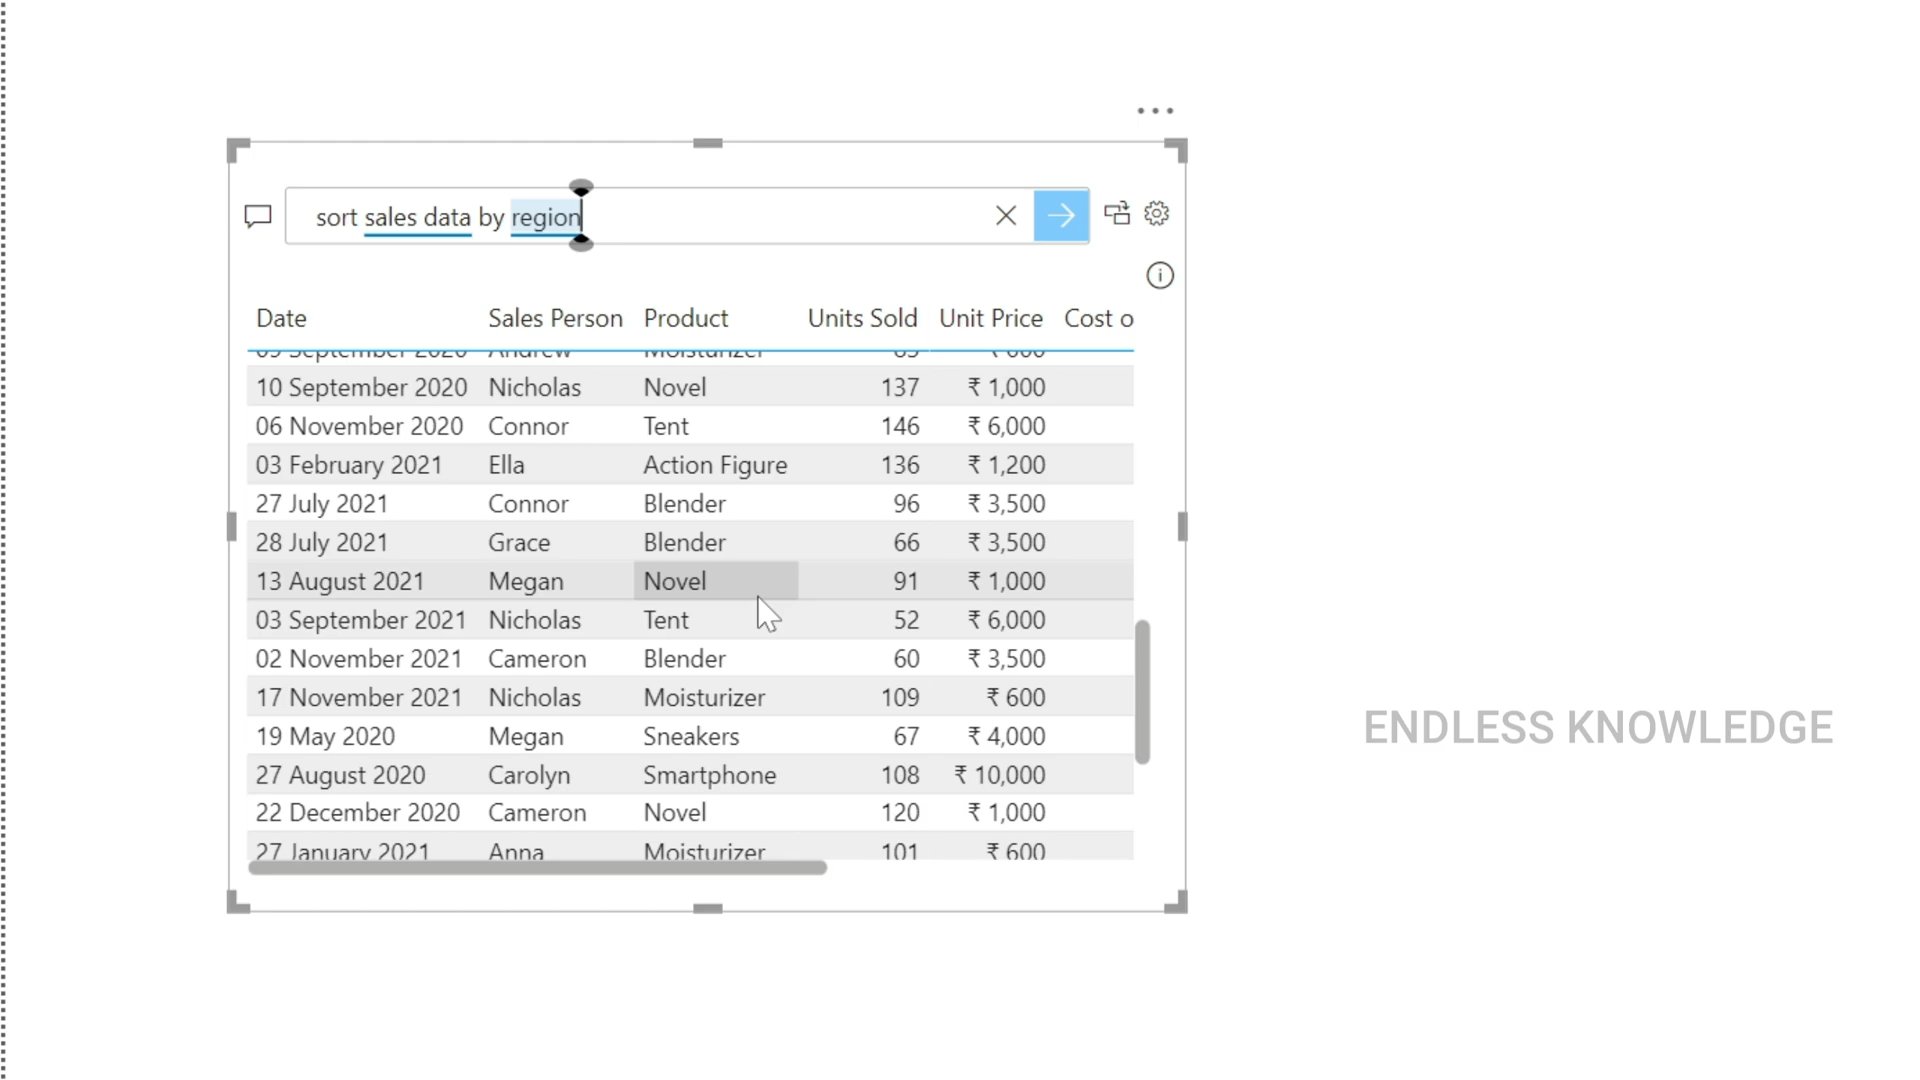 sort sales data by region
Date Sales Person Product Units Sold Unit Price Cost o
10 September 2020 Nicholas Novel 137 ₹ 1,000
06 November 2020 Connor Tent 146 ₹ 6,000
03 February 2021 Ella Action Figure 136 ₹ 1,200
27 July 2021 Connor Blender 96 ₹ 3,500
28 July 2021 Grace Blender 66 ₹ 3,500
13 August 2021 Megan Novel 91 ₹ 1,000
03 September 2021 Nicholas Tent 52 ₹ 6,000
02 November 2021 Cameron Blender 60 ₹ 3,500
17 November 2021 Nicholas Moisturizer 109 ₹ 600
19 May 2020 Megan Sneakers 67 ₹ 4,000
27 August 2020 Carolyn Smartphone 108 ₹ 10,000
22 December 2020 Cameron Novel 120 ₹ 1,000
27 January 2021 Anna Moisturizer 101 ₹ 600
ENDLESS KNOWLEDGE